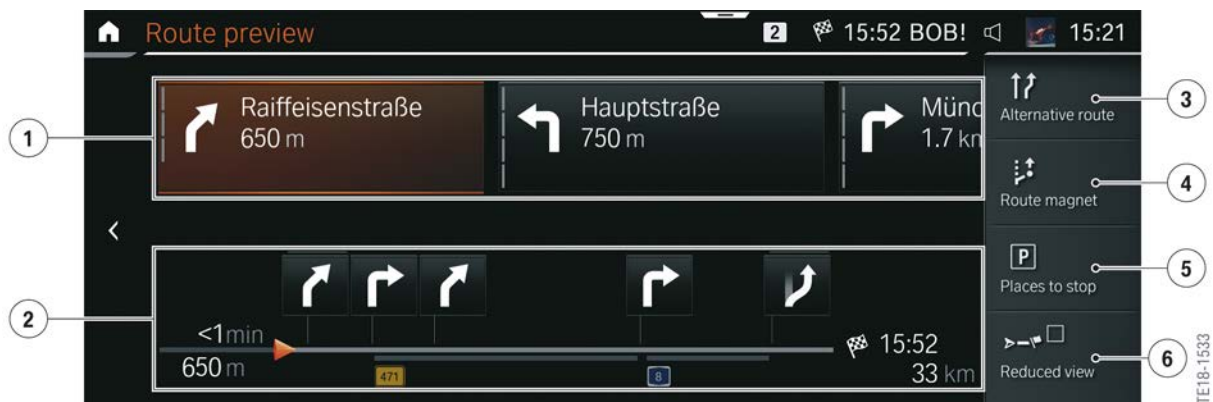 Route preview
2
15:52 BOB!
15:21
1
Raiffeisenstraße
650 m
Hauptstraße
750 m
Münc
1.7 km
Alternative route
3
Route magnet
4
P
Places to stop
5
Reduced view
6
2
<1min
650 m
471
8
15:52
33 km
TE18-1533